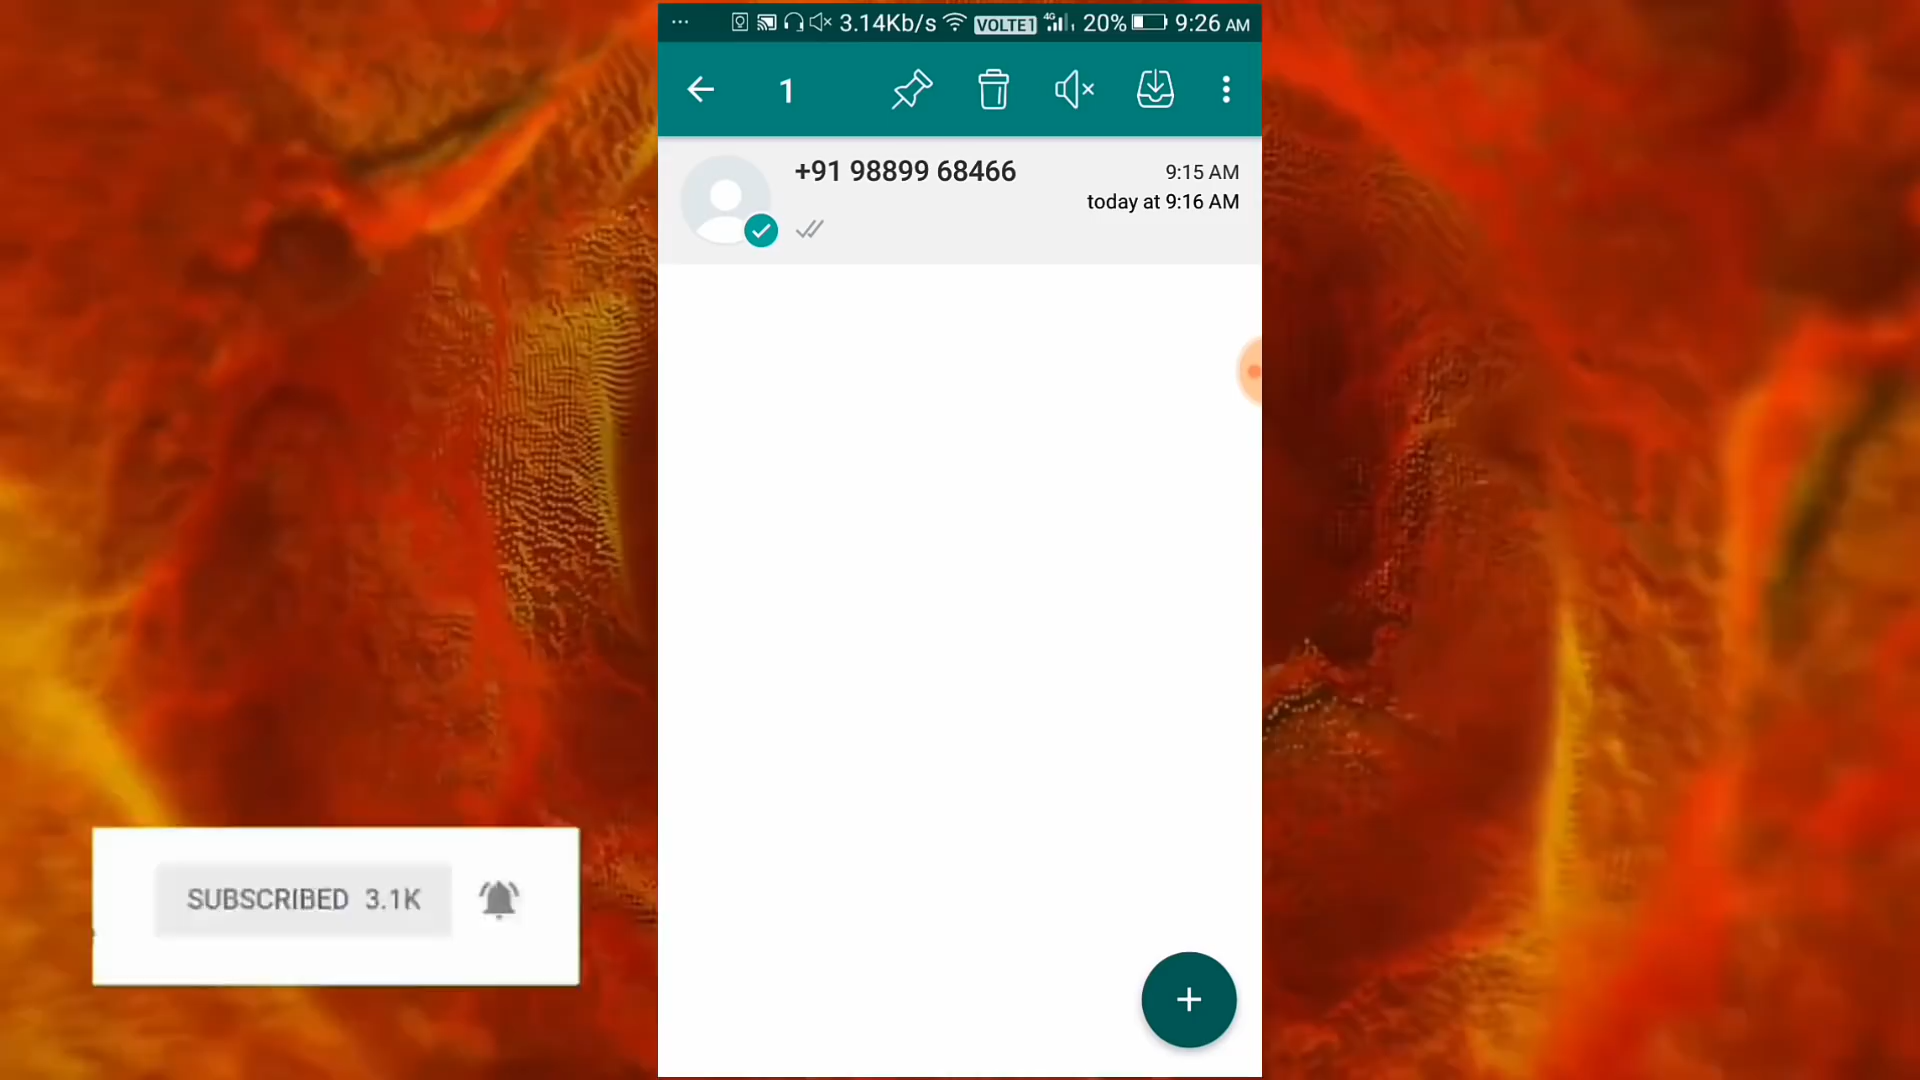 3.14Kb/s VOLTE1 4G 20% 9:26 AM
1
+91 98899 68466 9:15 AM
today at 9:16 AM
SUBSCRIBED 3.1K